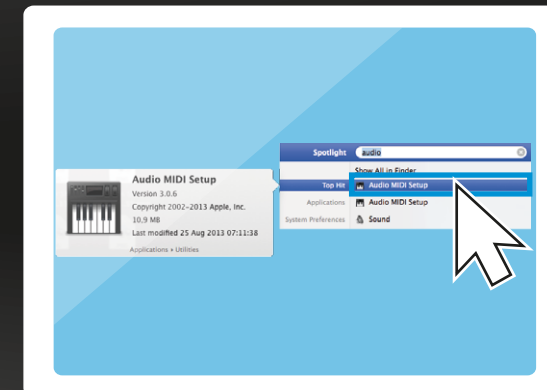 Spotlight audio
Show All in Finder
Top Hit Audio MIDI Setup
Applications Audio MIDI Setup
System Preferences Sound
Audio MIDI Setup
Version 3.0.6
Copyright 2002–2013 Apple, Inc.
10,9 MB
Last modified 25 Aug 2013 07:11:38
Applications ▸ Utilities